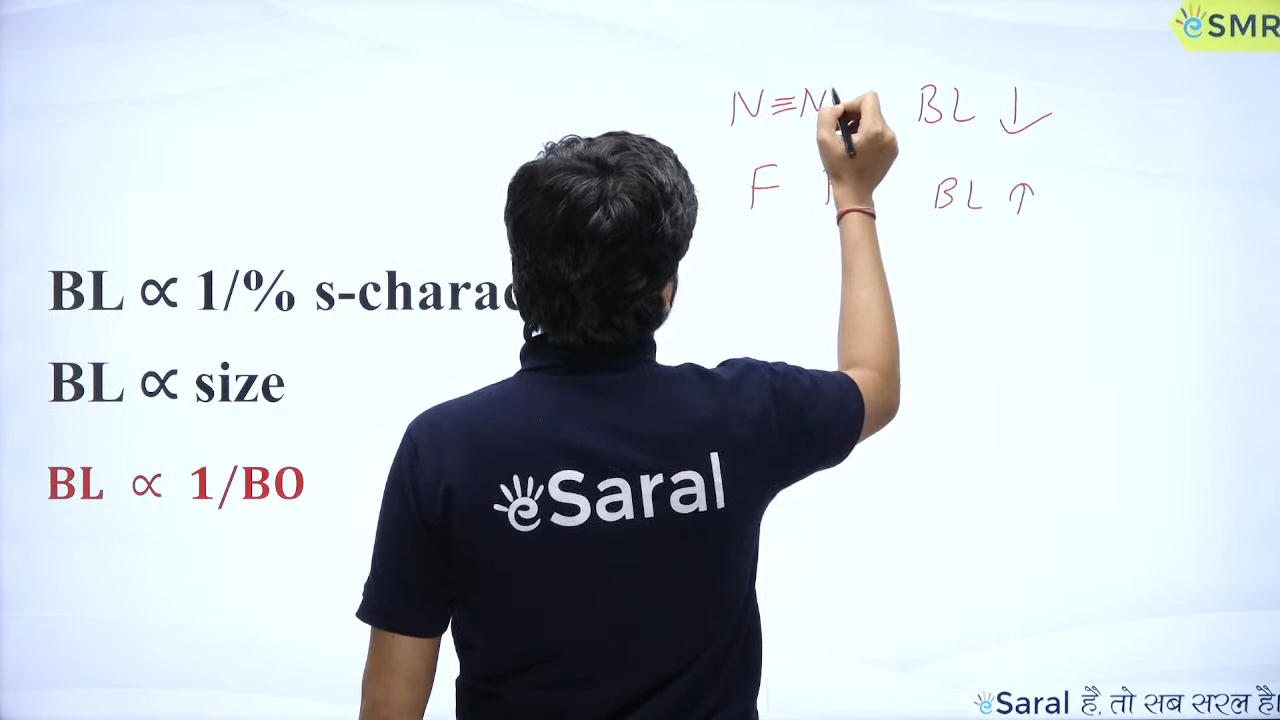 eSMR
N≡N BL ↓
F BL ↑
BL ∝ 1/% s-charac
BL ∝ size
BL ∝ 1/BO
eSaral
eSaral है, तो सब सरल है।